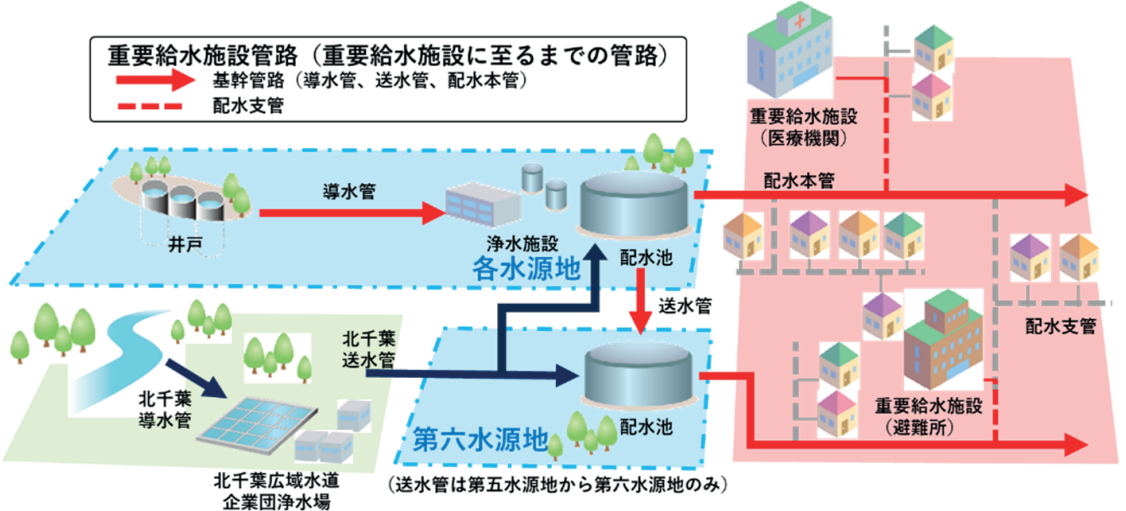 重要給水施設管路（重要給水施設に至るまでの管路）
基幹管路（導水管、送水管、配水本管）
配水支管
重要給水施設
（医療機関）
導水管
配水本管
井戸
浄水施設
配水池
各水源地
送水管
配水支管
北千葉
送水管
北千葉
導水管
配水池
第六水源地
重要給水施設
（避難所）
北千葉広域水道
企業団浄水場
（送水管は第五水源地から第六水源地のみ）